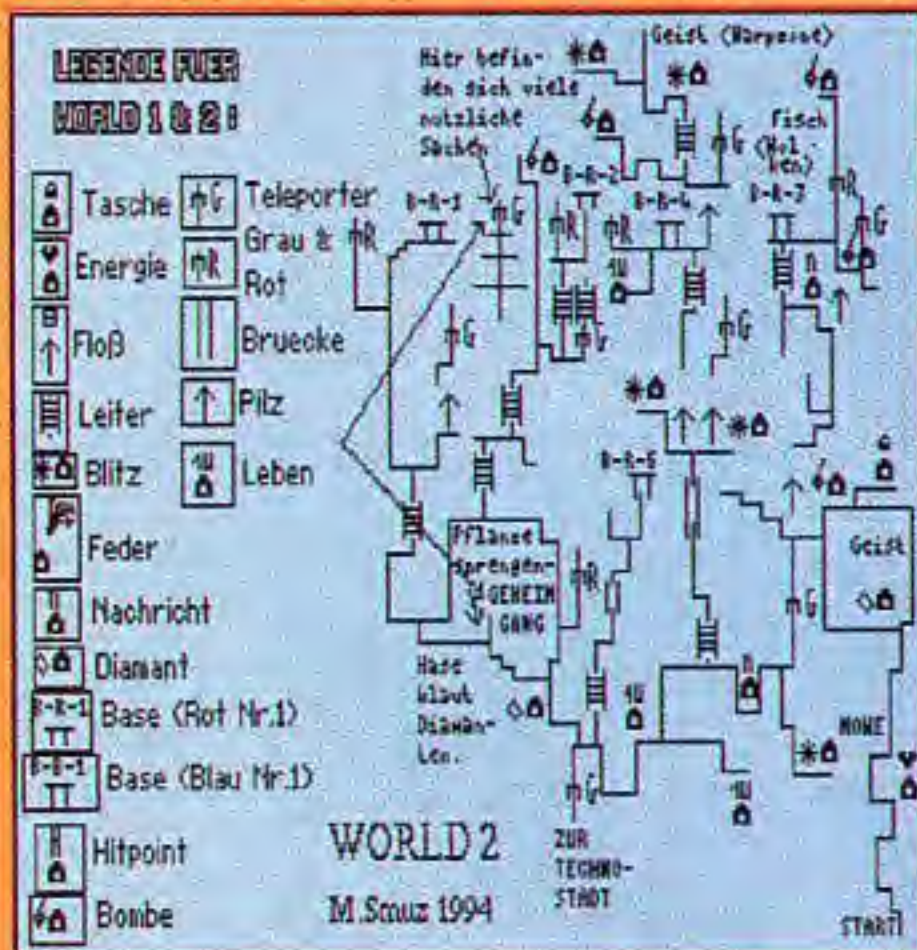 LEGENDE FUER
WORLD 1 & 2 :
Tasche
Teleporter
Grau &
Rot
Energie
Floß
Bruecke
Leiter
Pilz
Blitz
Leben
Feder
Nachricht
Diamant
B-R-1
Base (Rot Nr.1)
B-B-1
Base (Blau Nr.1)
Hitpoint
Bombe
Hier befin-
den sich viele
nutzliche
Sachen
Geist (Harpune)
Fisch
B-R-1
B-R-2
B-R-4
B-R-3
B-R-5
Pflanze
sprengen-
GEHEIM
GANG
Hase
klaut
Diaman-
ten.
Geist
MOWE
ZUR
TECHNO-
STADT
START
WORLD 2
M.Smuz 1994